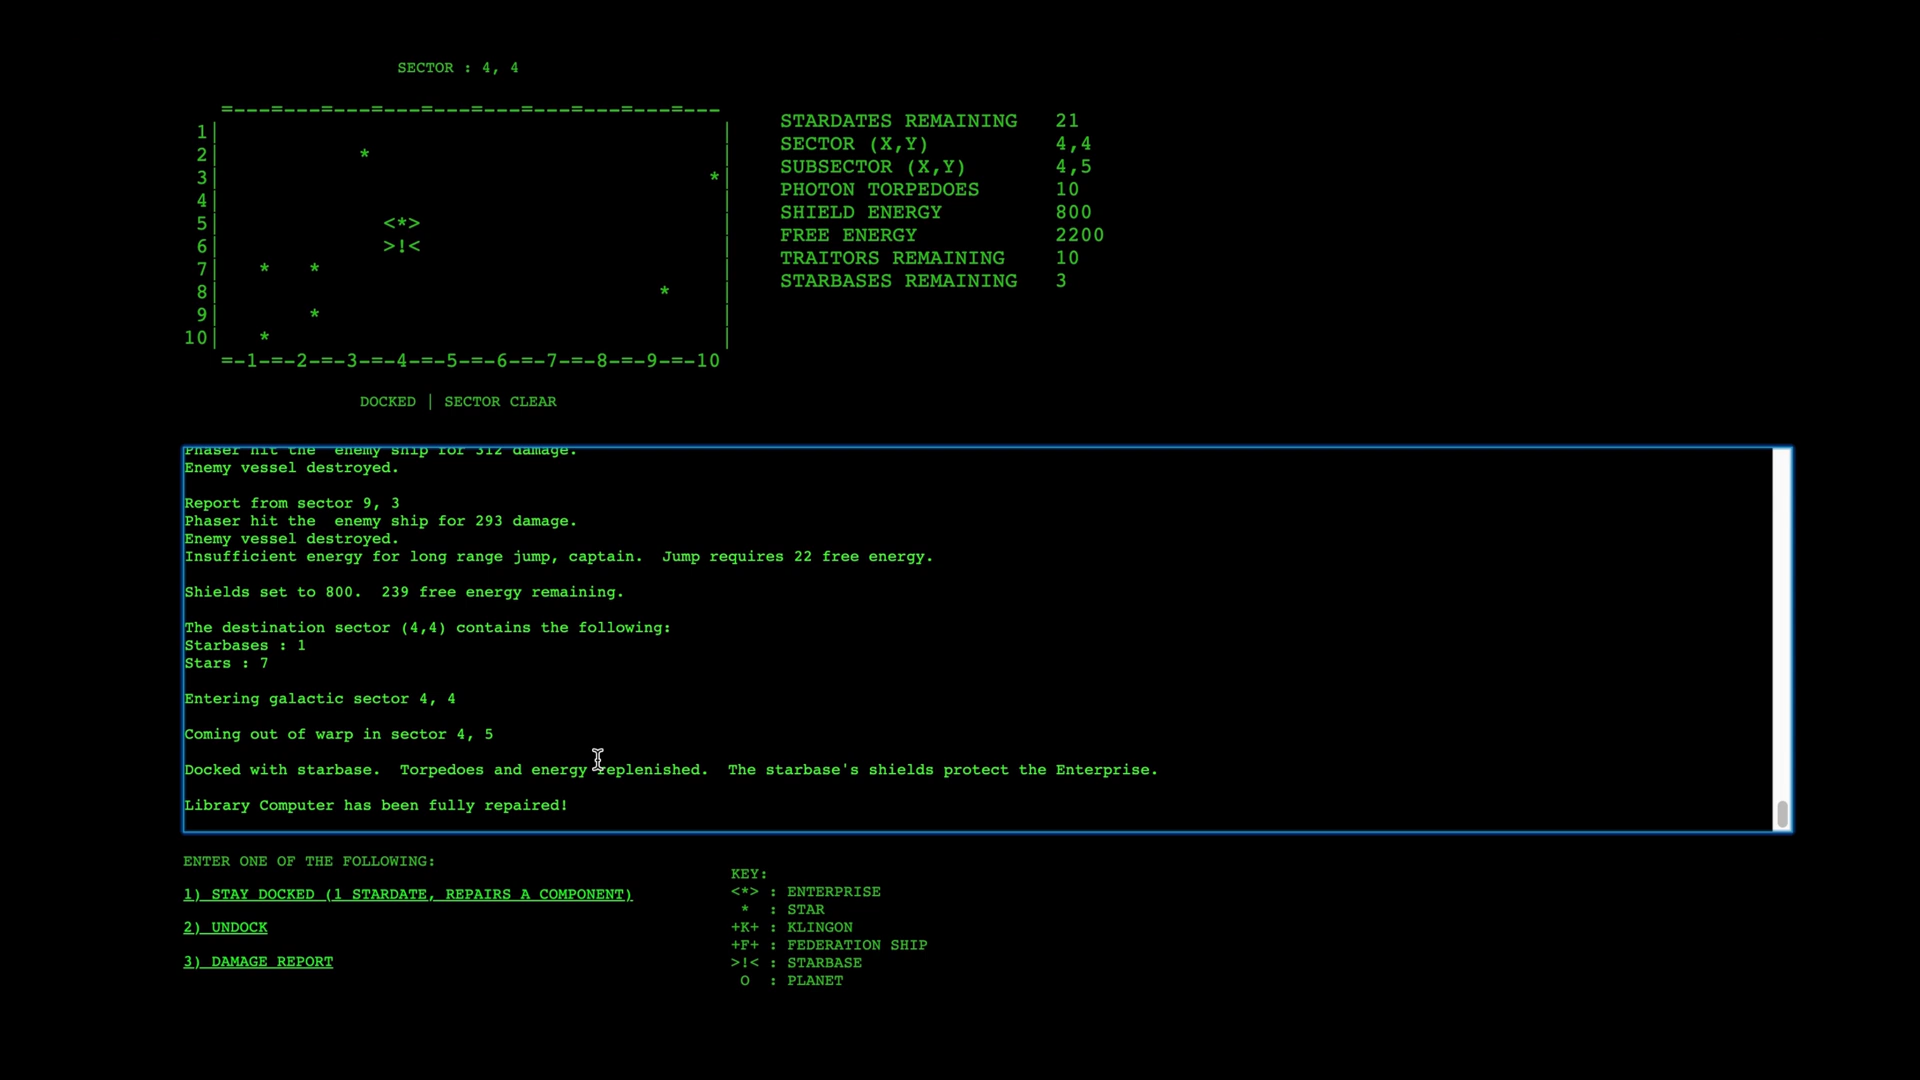 SECTOR : 4, 4
=---=---=---=---=---=---=---=---=---=---
1|                                         |
2|            *                            |
3|                                        *|
4|                                         |
5|              <*>                        |
6|              >!<                        |
7|    *   *                                |
8|                                    *    |
9|        *                                |
10|    *                                    |
=-1-=-2-=-3-=-4-=-5-=-6-=-7-=-8-=-9-=-10
DOCKED | SECTOR CLEAR
STARDATES REMAINING 21
SECTOR (X,Y) 4,4
SUBSECTOR (X,Y) 4,5
PHOTON TORPEDOES 10
SHIELD ENERGY 800
FREE ENERGY 2200
TRAITORS REMAINING 10
STARBASES REMAINING 3
Phaser hit the  enemy ship for 312 damage.
Enemy vessel destroyed.
Report from sector 9, 3
Phaser hit the  enemy ship for 293 damage.
Enemy vessel destroyed.
Insufficient energy for long range jump, captain.  Jump requires 22 free energy.
Shields set to 800.  239 free energy remaining.
The destination sector (4,4) contains the following:
Starbases : 1
Stars : 7
Entering galactic sector 4, 4
Coming out of warp in sector 4, 5
Docked with starbase.  Torpedoes and energy replenished.  The starbase's shields protect the Enterprise.
Library Computer has been fully repaired!
ENTER ONE OF THE FOLLOWING:
1) STAY DOCKED (1 STARDATE, REPAIRS A COMPONENT)
2) UNDOCK
3) DAMAGE REPORT
KEY:
<*> : ENTERPRISE
* : STAR
+K+ : KLINGON
+F+ : FEDERATION SHIP
>!< : STARBASE
O : PLANET